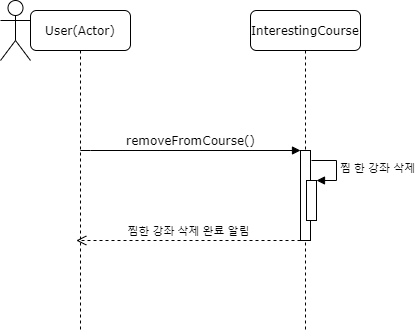 User(Actor)
InterestingCourse
removeFromCourse()
찜 한 강좌 삭제
찜한 강좌 삭제 완료 알림